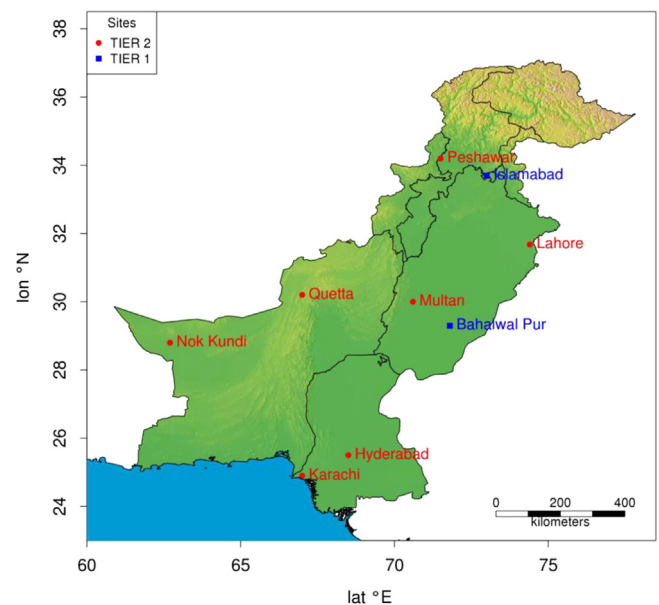 Sites
TIER 2
TIER 1
38
36
34
32
30
28
26
24
lon °N
Peshawar
Islamabad
Lahore
Quetta
Multan
Bahalwal Pur
Nok Kundi
Hyderabad
Karachi
0 200 400
kilometers
60 65 70 75
lat °E